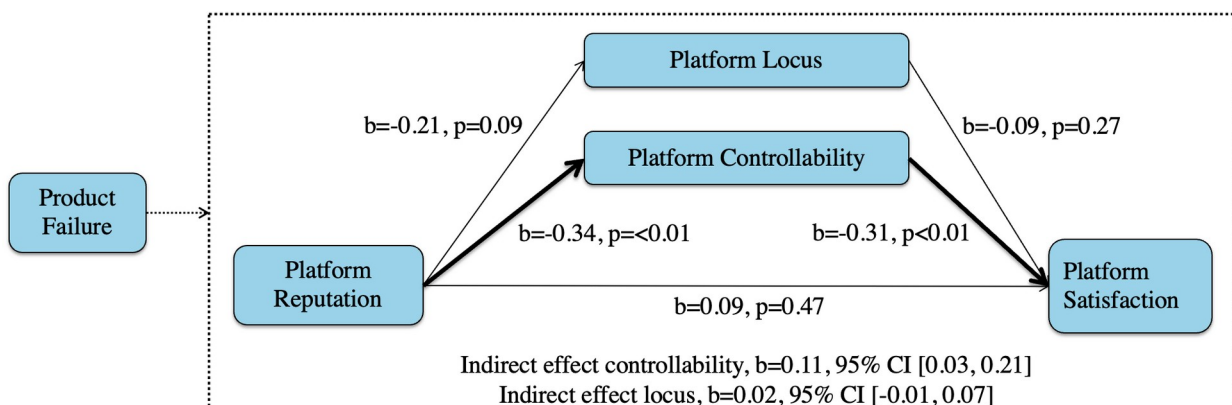 Platform Locus
b=-0.21, p=0.09
b=-0.09, p=0.27
Platform Controllability
Product
Failure
b=-0.34, p=<0.01
b=-0.31, p<0.01
Platform
Reputation
Platform
Satisfaction
b=0.09, p=0.47
Indirect effect controllability, b=0.11, 95% CI [0.03, 0.21]
Indirect effect locus, b=0.02, 95% CI [-0.01, 0.07]